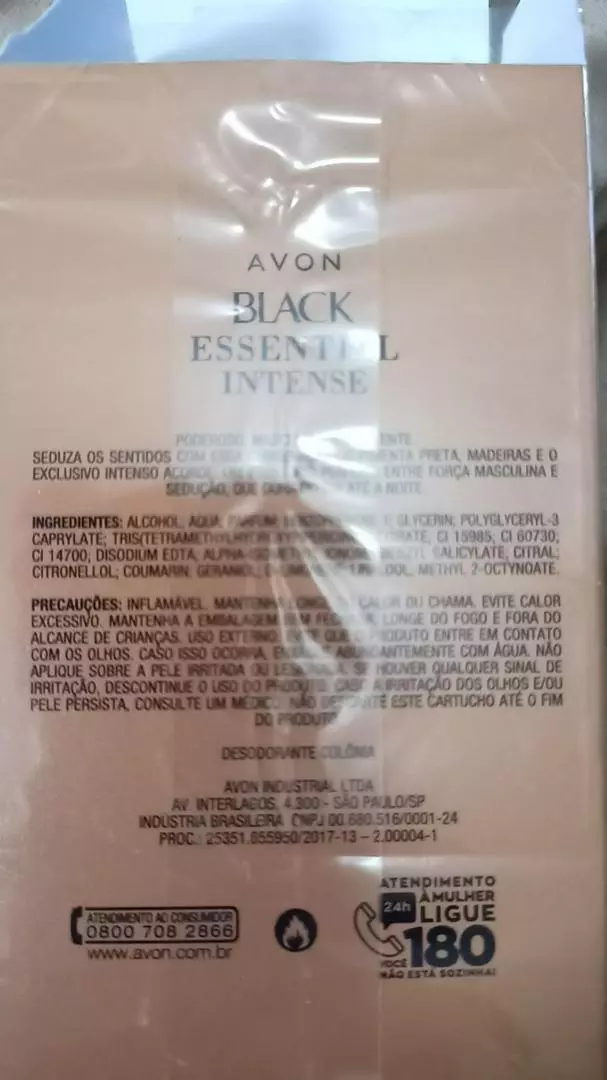 AVON
BLACK
ESSENTIAL
INTENSE
PODEROSO
SEDUZA OS SENTIDOS COM PRETA, MADEIRAS E O
EXCLUSIVO INTENSO ENTRE FORÇA MASCULINA E
SEDUÇÃO, QUE ATÉ A NOITE.
INGREDIENTES: ALCOHOL, AQUA, PARFUM, GLYCERIN, POLYGLYCERYL-3
CAPRYLATE; CI 15985, CI 60730,
CI 14700; DISODIUM EDTA, SALICYLATE, CITRAL;
CITRONELLOL; COUMARIN; GERANIOL; METHYL 2-OCTYNOATE.
PRECAUÇÕES: INFLAMÁVEL. MANTENHA CALOR OU CHAMA. EVITE CALOR
EXCESSIVO. MANTENHA A EMBALAGEM LONGE DO FOGO E FORA DO
ALCANCE DE CRIANÇAS. USO EXTERNO. QUE O PRODUTO ENTRE EM CONTATO
COM OS OLHOS. CASO ISSO OCORRA, ABUNDANTEMENTE COM ÁGUA. NÃO
APLIQUE SOBRE A PELE IRRITADA OU SE HOUVER QUALQUER SINAL DE
IRRITAÇÃO, DESCONTINUE O USO DO PRODUTO. CASO A IRRITAÇÃO DOS OLHOS E/OU
PELE PERSISTA, CONSULTE UM MÉDICO. NÃO ESTE CARTUCHO ATÉ O FIM
DO PRODUTO
DESODORANTE COLÔNIA
AVON INDUSTRIAL LTDA
AV. INTERLAGOS, 4.300 - SÃO PAULO/SP
INDUSTRIA BRASILEIRA CNPJ 00.680.516/0001-24
PROC.: 25351.855950/2017-13 – 2.00004-1
ATENDIMENTO AO CONSUMIDOR
0800 708 2866
www.avon.com.br
ATENDIMENTO
À MULHER
24h LIGUE
180
VOCÊ
NÃO ESTÁ SOZINHA!